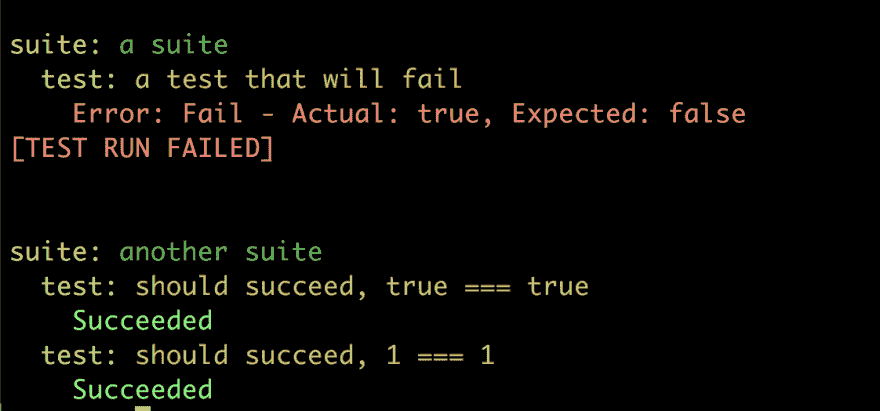 suite: a suite
test: a test that will fail
Error: Fail - Actual: true, Expected: false
[TEST RUN FAILED]
suite: another suite
test: should succeed, true === true
Succeeded
test: should succeed, 1 === 1
Succeeded